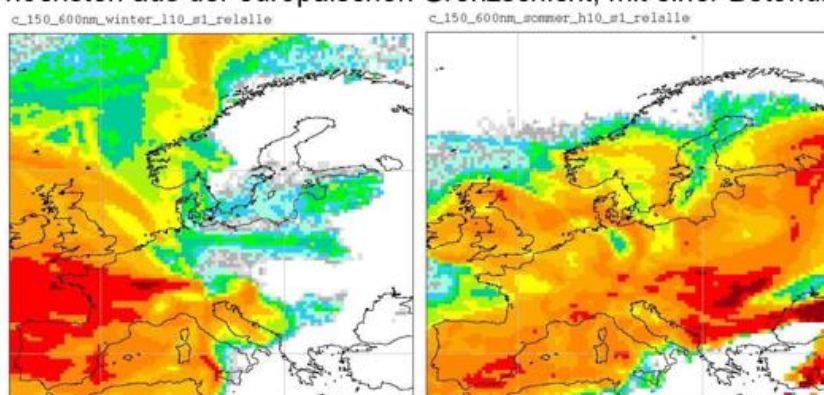 höchsten aus der europäischen Grenzschicht, mit einer
c_150_600nm_winter_l10_s1_relalle
c_150_600nm_sommer_h10_s1_relalle